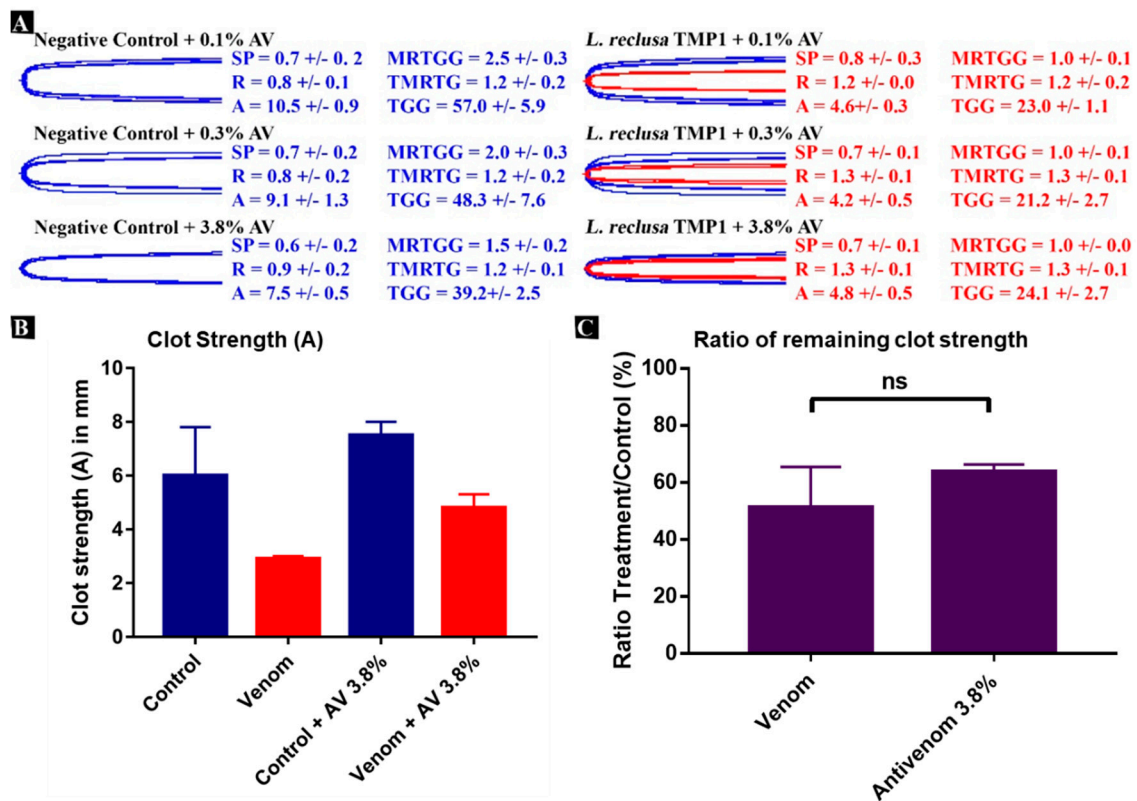 A
Negative Control + 0.1% AV
SP = 0.7 +/- 0.2 MRTGG = 2.5 +/- 0.3
R = 0.8 +/- 0.1 TMRTG = 1.2 +/- 0.2
A = 10.5 +/- 0.9 TGG = 57.0 +/- 5.9
L. reclusa TMP1 + 0.1% AV
SP = 0.8 +/- 0.3 MRTGG = 1.0 +/- 0.1
R = 1.2 +/- 0.0 TMRTG = 1.2 +/- 0.2
A = 4.6+/- 0.3 TGG = 23.0 +/- 1.1
Negative Control + 0.3% AV
SP = 0.7 +/- 0.2 MRTGG = 2.0 +/- 0.3
R = 0.8 +/- 0.2 TMRTG = 1.2 +/- 0.2
A = 9.1 +/- 1.3 TGG = 48.3 +/- 7.6
L. reclusa TMP1 + 0.3% AV
SP = 0.7 +/- 0.1 MRTGG = 1.0 +/- 0.1
R = 1.3 +/- 0.1 TMRTG = 1.3 +/- 0.1
A = 4.2 +/- 0.5 TGG = 21.2 +/- 2.7
Negative Control + 3.8% AV
SP = 0.6 +/- 0.2 MRTGG = 1.5 +/- 0.2
R = 0.9 +/- 0.2 TMRTG = 1.2 +/- 0.1
A = 7.5 +/- 0.5 TGG = 39.2+/- 2.5
L. reclusa TMP1 + 3.8% AV
SP = 0.7 +/- 0.1 MRTGG = 1.0 +/- 0.0
R = 1.3 +/- 0.1 TMRTG = 1.3 +/- 0.1
A = 4.8 +/- 0.5 TGG = 24.1 +/- 2.7
B
Clot Strength (A)
Clot strength (A) in mm
10
8
6
4
2
0
Control
Venom
Control + AV 3.8%
Venom + AV 3.8%
C
Ratio of remaining clot strength
Ratio Treatment/Control (%)
100
80
60
40
20
0
ns
Venom
Antivenom 3.8%